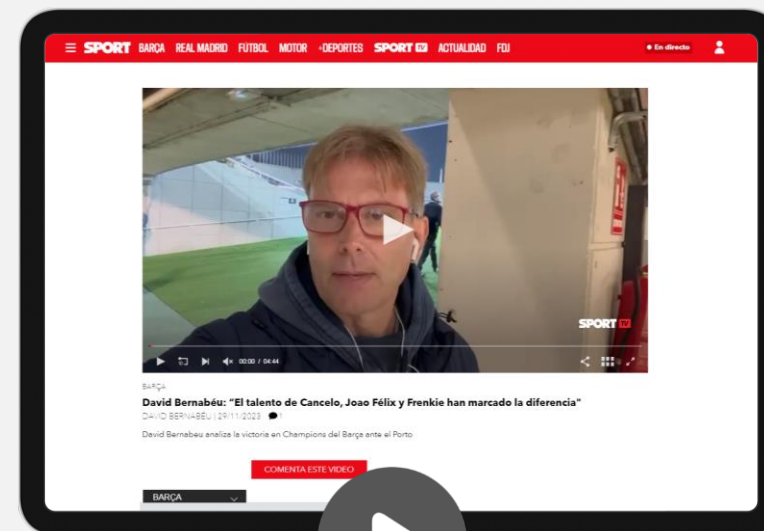 SPORT BARÇA REAL MADRID FÚTBOL MOTOR +DEPORTES SPORT TV ACTUALIDAD FDJ En directo
SPORT TV
00:00 / 04:44
BARÇA
David Bernabéu: “El talento de Cancelo, Joao Félix y Frenkie han marcado la diferencia"
DAVID BERNABÉU | 29/11/2023 1
David Bernabeu analiza la victoria en Champions del Barça ante el Porto
COMENTA ESTE VIDEO
BARÇA